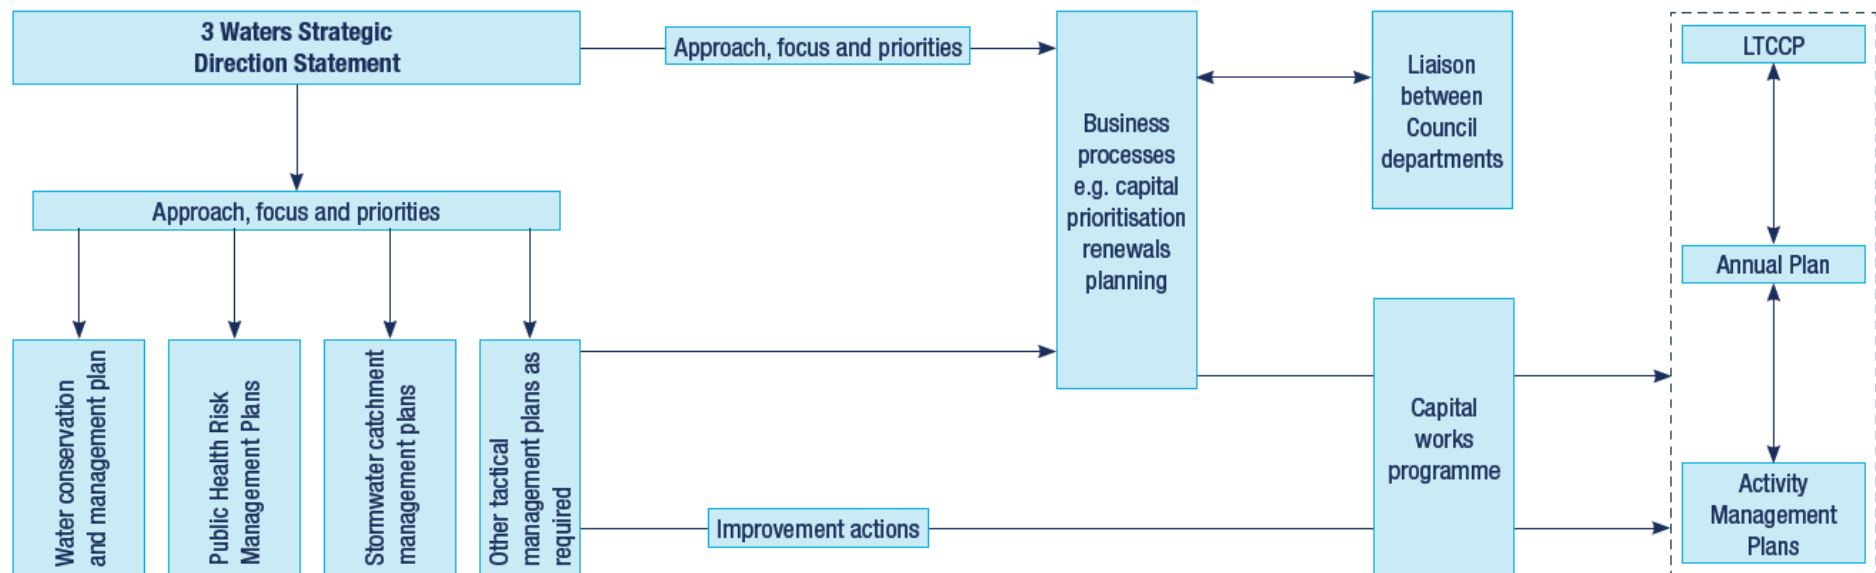 3 Waters Strategic
Direction Statement
Approach, focus and priorities
Business
processes
e.g. capital
prioritisation
renewals
planning
Liaison
between
Council
departments
LTCCP
Approach, focus and priorities
Annual Plan
Water conservation
and management plan
Public Health Risk
Management Plans
Stormwater catchment
management plans
Other tactical
management plans as
required
Improvement actions
Capital
works
programme
Activity
Management
Plans